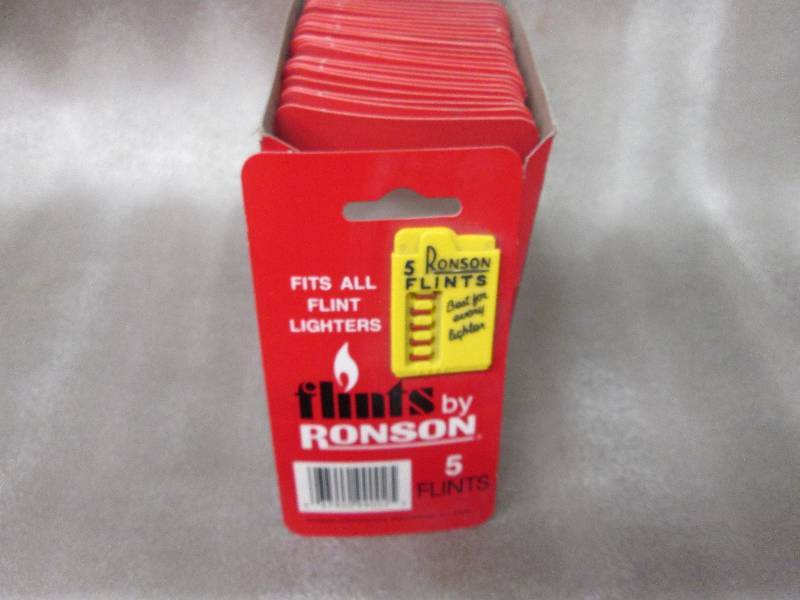 5 RONSON
FLINTS
Best for
every
lighter
FITS ALL
FLINT
LIGHTERS
flints by
RONSON
5
FLINTS